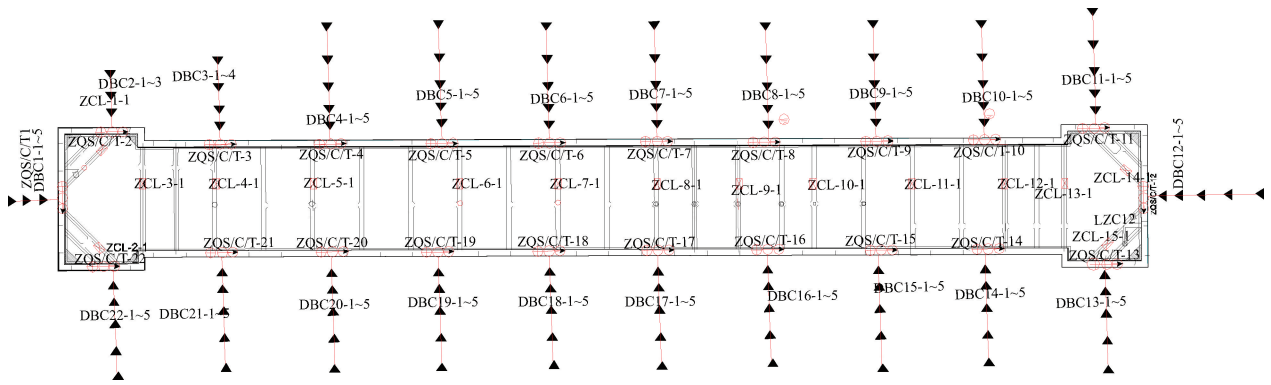 DBC2-1~3
DBC3-1~4
DBC4-1~5
DBC5-1~5
DBC6-1~5
DBC7-1~5
DBC8-1~5
DBC9-1~5
DBC10-1~5
DBC11-1~5
ZCL-1-1
ZQS/C/T1
DBC1-1~5
ZQS/C/T-2
ZQS/C/T-3
ZQS/C/T-4
ZQS/C/T-5
ZQS/C/T-6
ZQS/C/T-7
ZQS/C/T-8
ZQS/C/T-9
ZQS/C/T-10
ZQS/C/T-11
DBC12-1~5
ZQS/C/T-12
ZCL-3-1
ZCL-4-1
ZCL-5-1
ZCL-6-1
ZCL-7-1
ZCL-8-1
ZCL-9-1
ZCL-10-1
ZCL-11-1
ZCL-12-1
ZCL-13-1
ZCL-14-1
LZC12
ZCL-15-1
ZCL-2-1
ZQS/C/T-22
ZQS/C/T-21
ZQS/C/T-20
ZQS/C/T-19
ZQS/C/T-18
ZQS/C/T-17
ZQS/C/T-16
ZQS/C/T-15
ZQS/C/T-14
ZQS/C/T-13
DBC22-1~5
DBC21-1~5
DBC20-1~5
DBC19-1~5
DBC18-1~5
DBC17-1~5
DBC16-1~5
DBC15-1~5
DBC14-1~5
DBC13-1~5